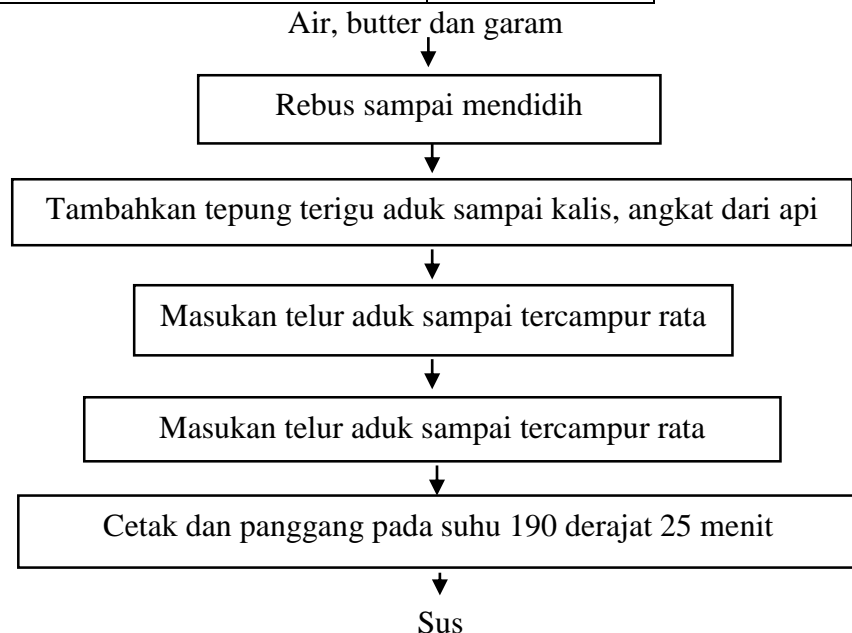 Air, butter dan garam
Rebus sampai mendidih
Tambahkan tepung terigu aduk sampai kalis, angkat dari api
Masukan telur aduk sampai tercampur rata
Masukan telur aduk sampai tercampur rata
Cetak dan panggang pada suhu 190 derajat 25 menit
Sus